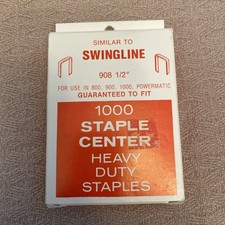 SIMILAR TO
SWINGLINE
908 1/2"
FOR USE IN 800, 900, 1000, POWERMATIC
GUARANTEED TO FIT
1000
STAPLE
CENTER
HEAVY
DUTY
STAPLES